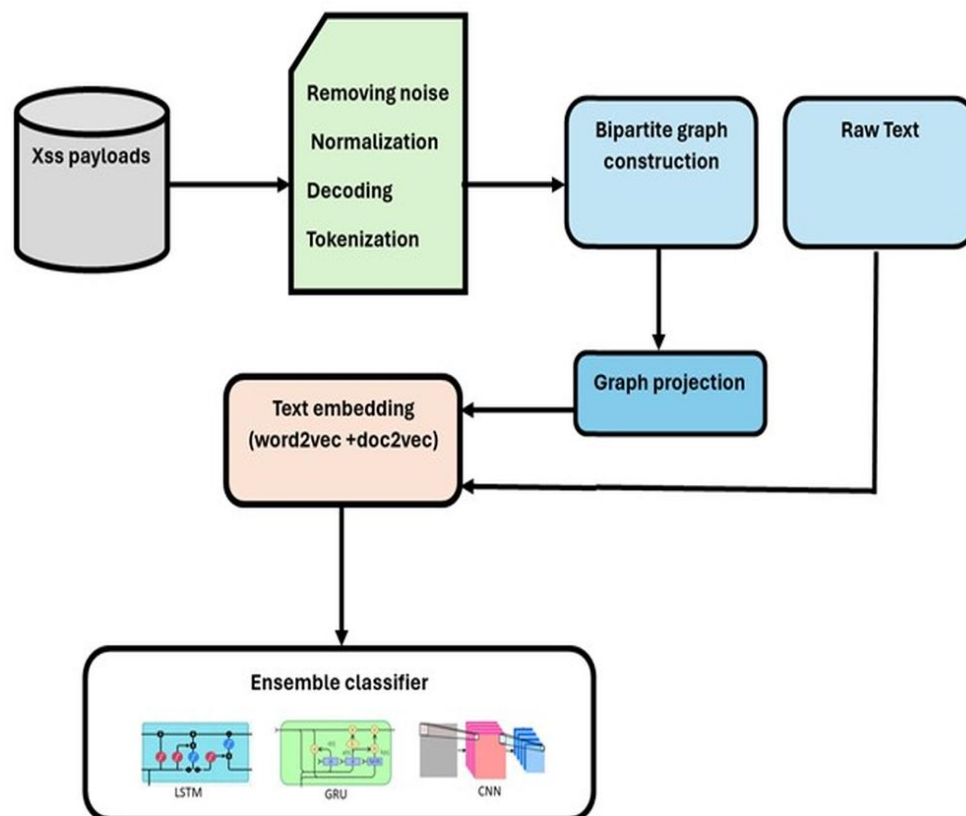 Xss payloads
Removing noise
Normalization
Decoding
Tokenization
Bipartite graph
construction
Raw Text
Graph projection
Text embedding
(word2vec +doc2vec)
Ensemble classifier
LSTM
GRU
CNN